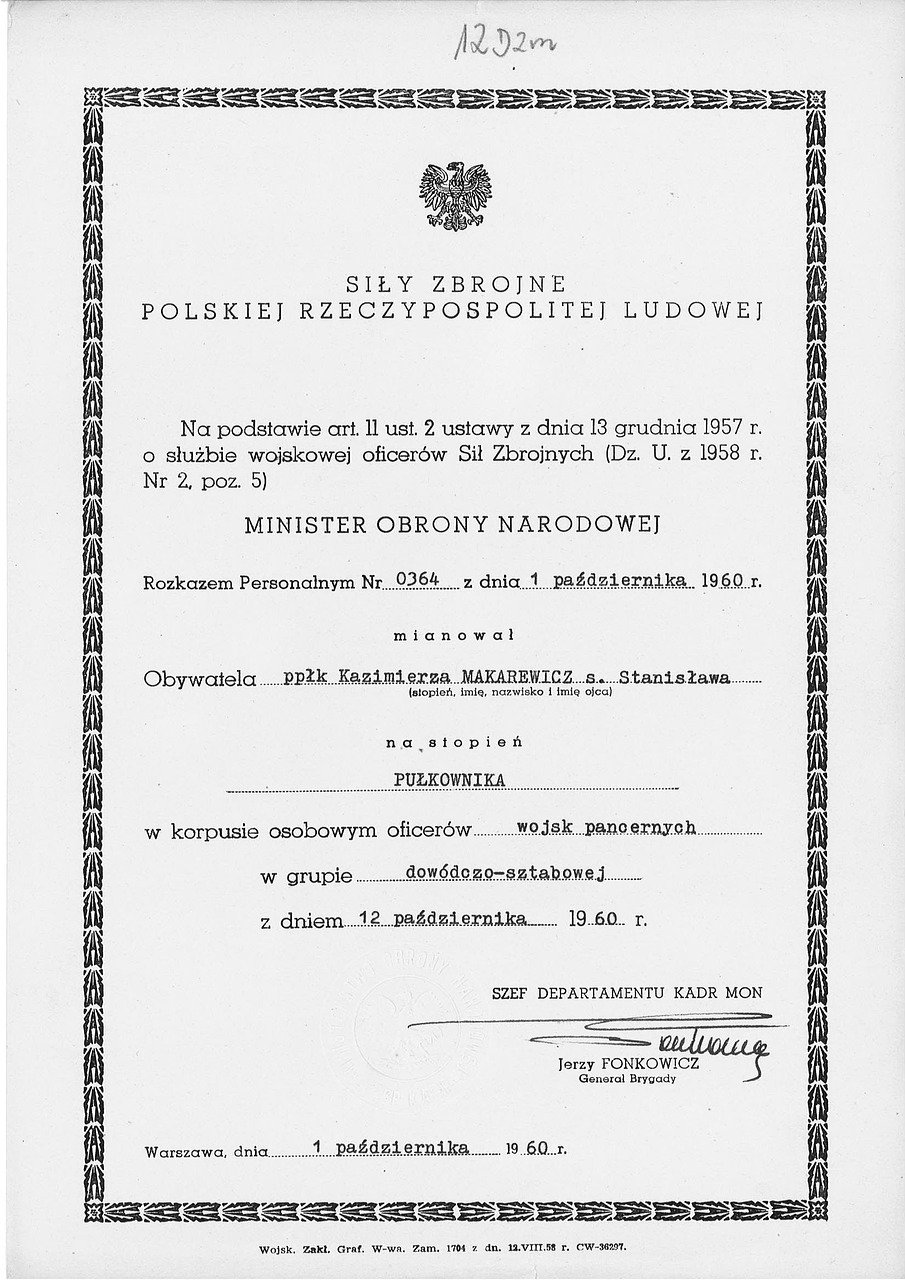 12 Dzm
SIŁY ZBROJNE
POLSKIEJ RZECZYPOSPOLITEJ LUDOWEJ
Na podstawie art. 11 ust. 2 ustawy z dnia 13 grudnia 1957 r.
o służbie wojskowej oficerów Sił Zbrojnych (Dz. U. z 1958 r.
Nr 2, poz. 5)
MINISTER OBRONY NARODOWEJ
Rozkazem Personalnym Nr 0364 z dnia 1 października 1960 r.
mianował
Obywatela ppłk Kazimierza MAKAREWICZ s. Stanisława
(stopień, imię, nazwisko i imię ojca)
na stopień
PUŁKOWNIKA
w korpusie osobowym oficerów wojsk pancernych
w grupie dowódczo-sztabowej
z dniem 12 października 1960 r.
SZEF DEPARTAMENTU KADR MON
Jerzy FONKOWICZ
Generał Brygady
Warszawa, dnia 1 października 1960 r.
Wojsk. Zakł. Graf. W-wa. Zam. 1704 z dn. 12.VIII.58 r. CW-36297.